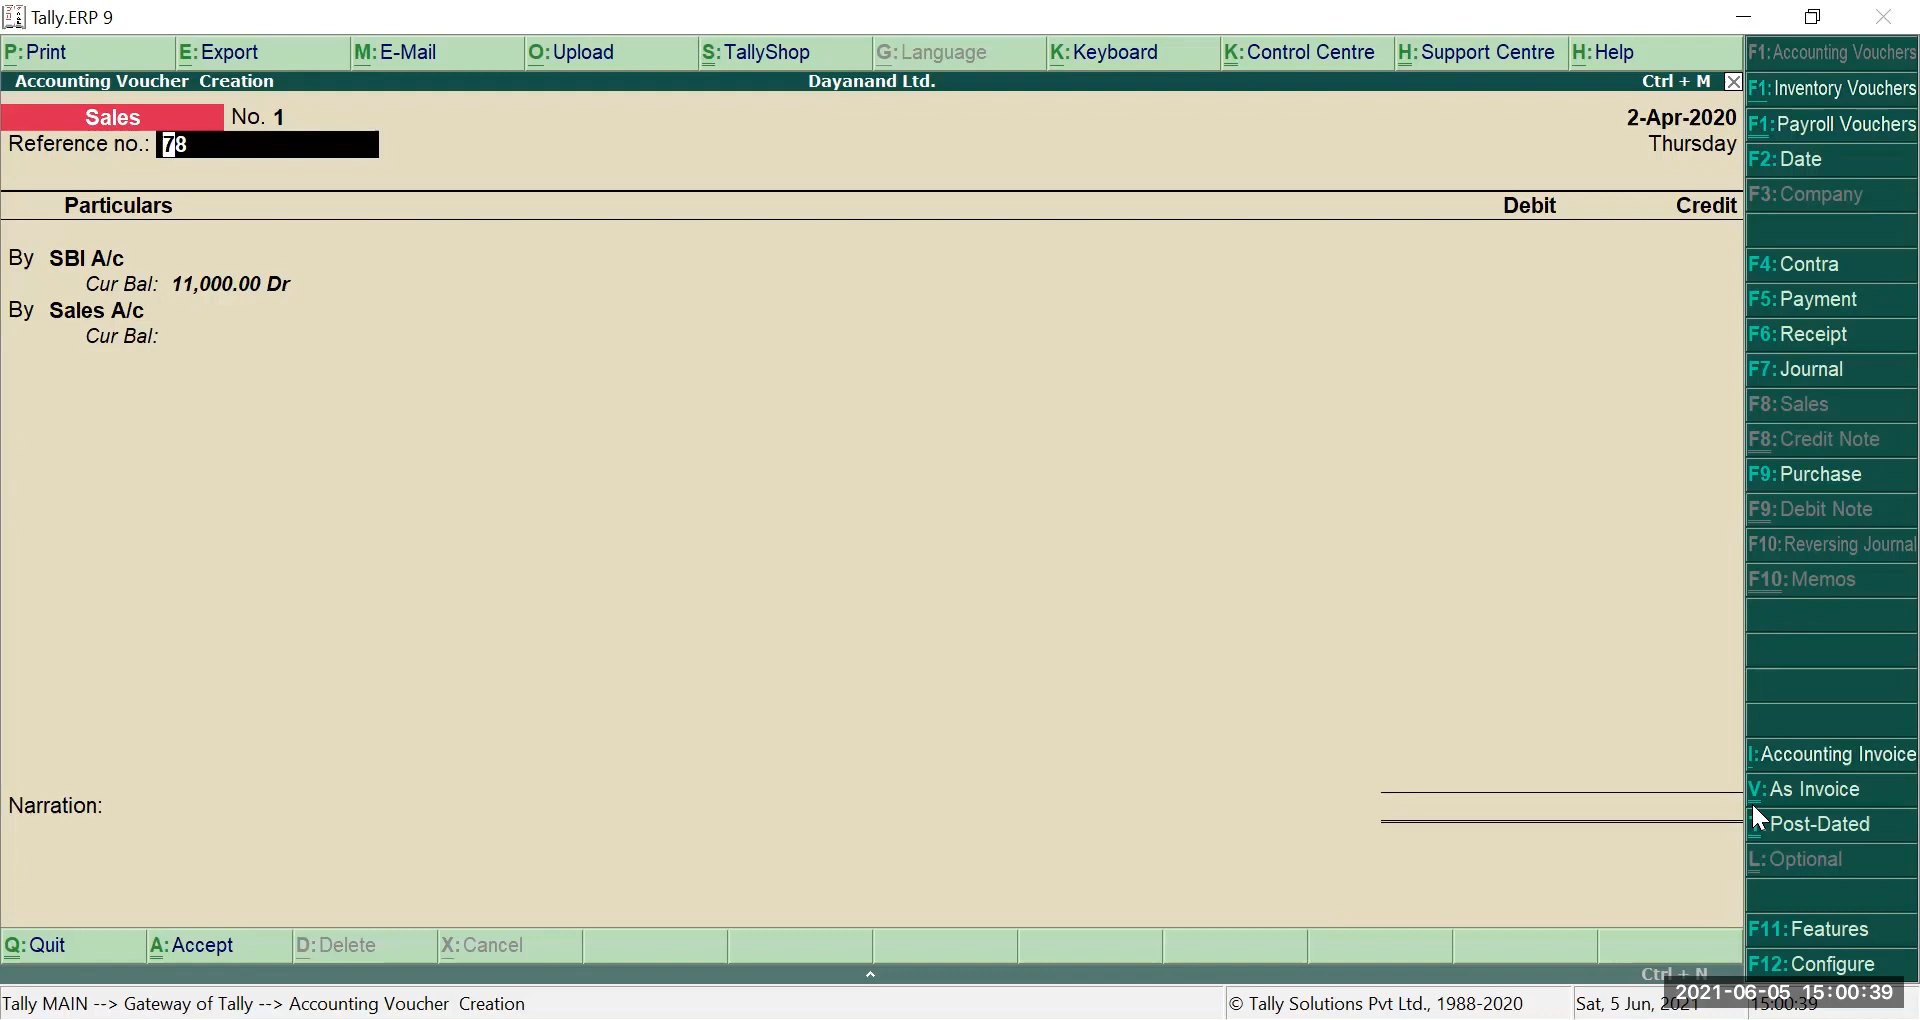 Tally.ERP 9
P: Print E: Export M: E-Mail O: Upload S: TallyShop G: Language K: Keyboard K: Control Centre H: Support Centre H: Help
Accounting Voucher Creation Dayanand Ltd. Ctrl + M
Sales No. 1 2-Apr-2020
Reference no.: 78 Thursday
Particulars Debit Credit
By SBI A/c
Cur Bal: 11,000.00 Dr
By Sales A/c
Cur Bal:
Narration:
F1: Accounting Vouchers
F1: Inventory Vouchers
F1: Payroll Vouchers
F2: Date
F3: Company
F4: Contra
F5: Payment
F6: Receipt
F7: Journal
F8: Sales
F8: Credit Note
F9: Purchase
F9: Debit Note
F10: Reversing Journal
F10: Memos
I: Accounting Invoice
V: As Invoice
Post-Dated
L: Optional
F11: Features
F12: Configure
Q: Quit A: Accept D: Delete X: Cancel
Ctrl + N
Tally MAIN --> Gateway of Tally --> Accounting Voucher Creation © Tally Solutions Pvt Ltd., 1988-2020 Sat, 5 Jun, 2021 15:00:39
2021-06-05 15:00:39